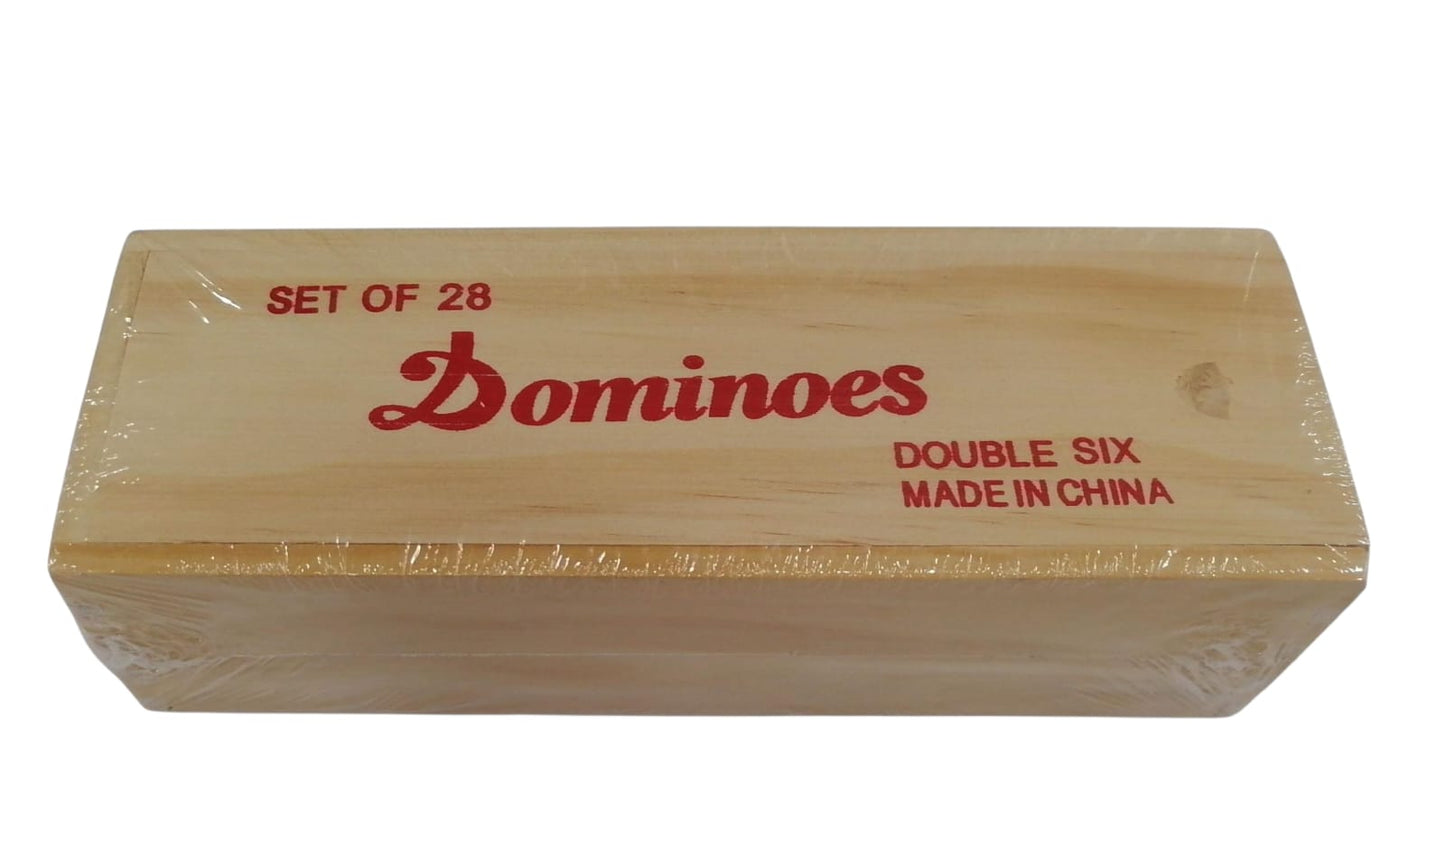 SET OF 28
Dominoes
DOUBLE SIX
MADE IN CHINA